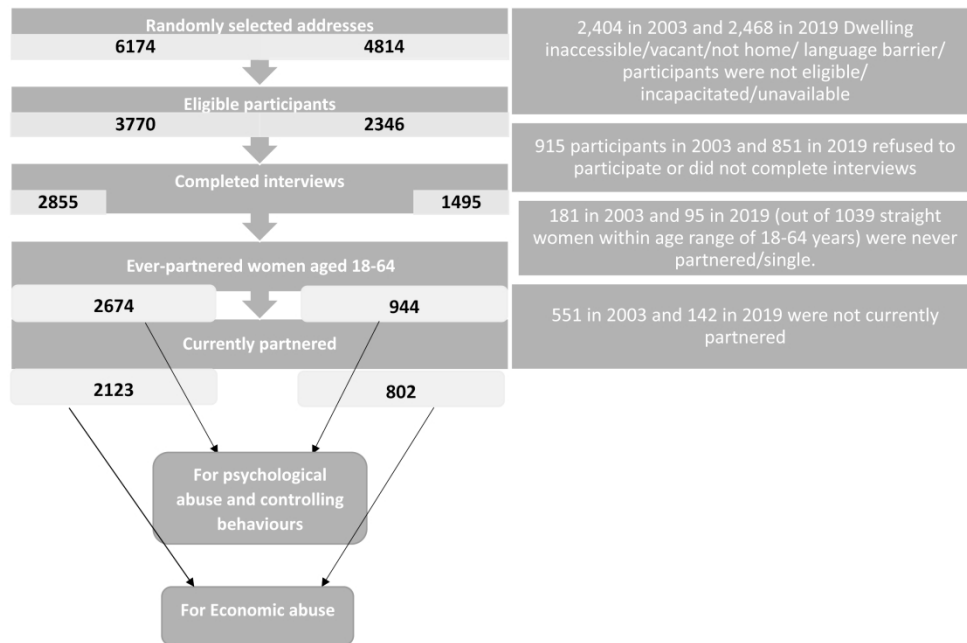 Randomly selected addresses
6174 4814
Eligible participants
3770 2346
Completed interviews
2855 1495
Ever-partnered women aged 18-64
2674 944
Currently partnered
2123 802
For psychological
abuse and controlling
behaviours
For Economic abuse
2,404 in 2003 and 2,468 in 2019 Dwelling
inaccessible/vacant/not home/ language barrier/
participants were not eligible/
incapacitated/unavailable
915 participants in 2003 and 851 in 2019 refused to
participate or did not complete interviews
181 in 2003 and 95 in 2019 (out of 1039 straight
women within age range of 18-64 years) were never
partnered/single.
551 in 2003 and 142 in 2019 were not currently
partnered